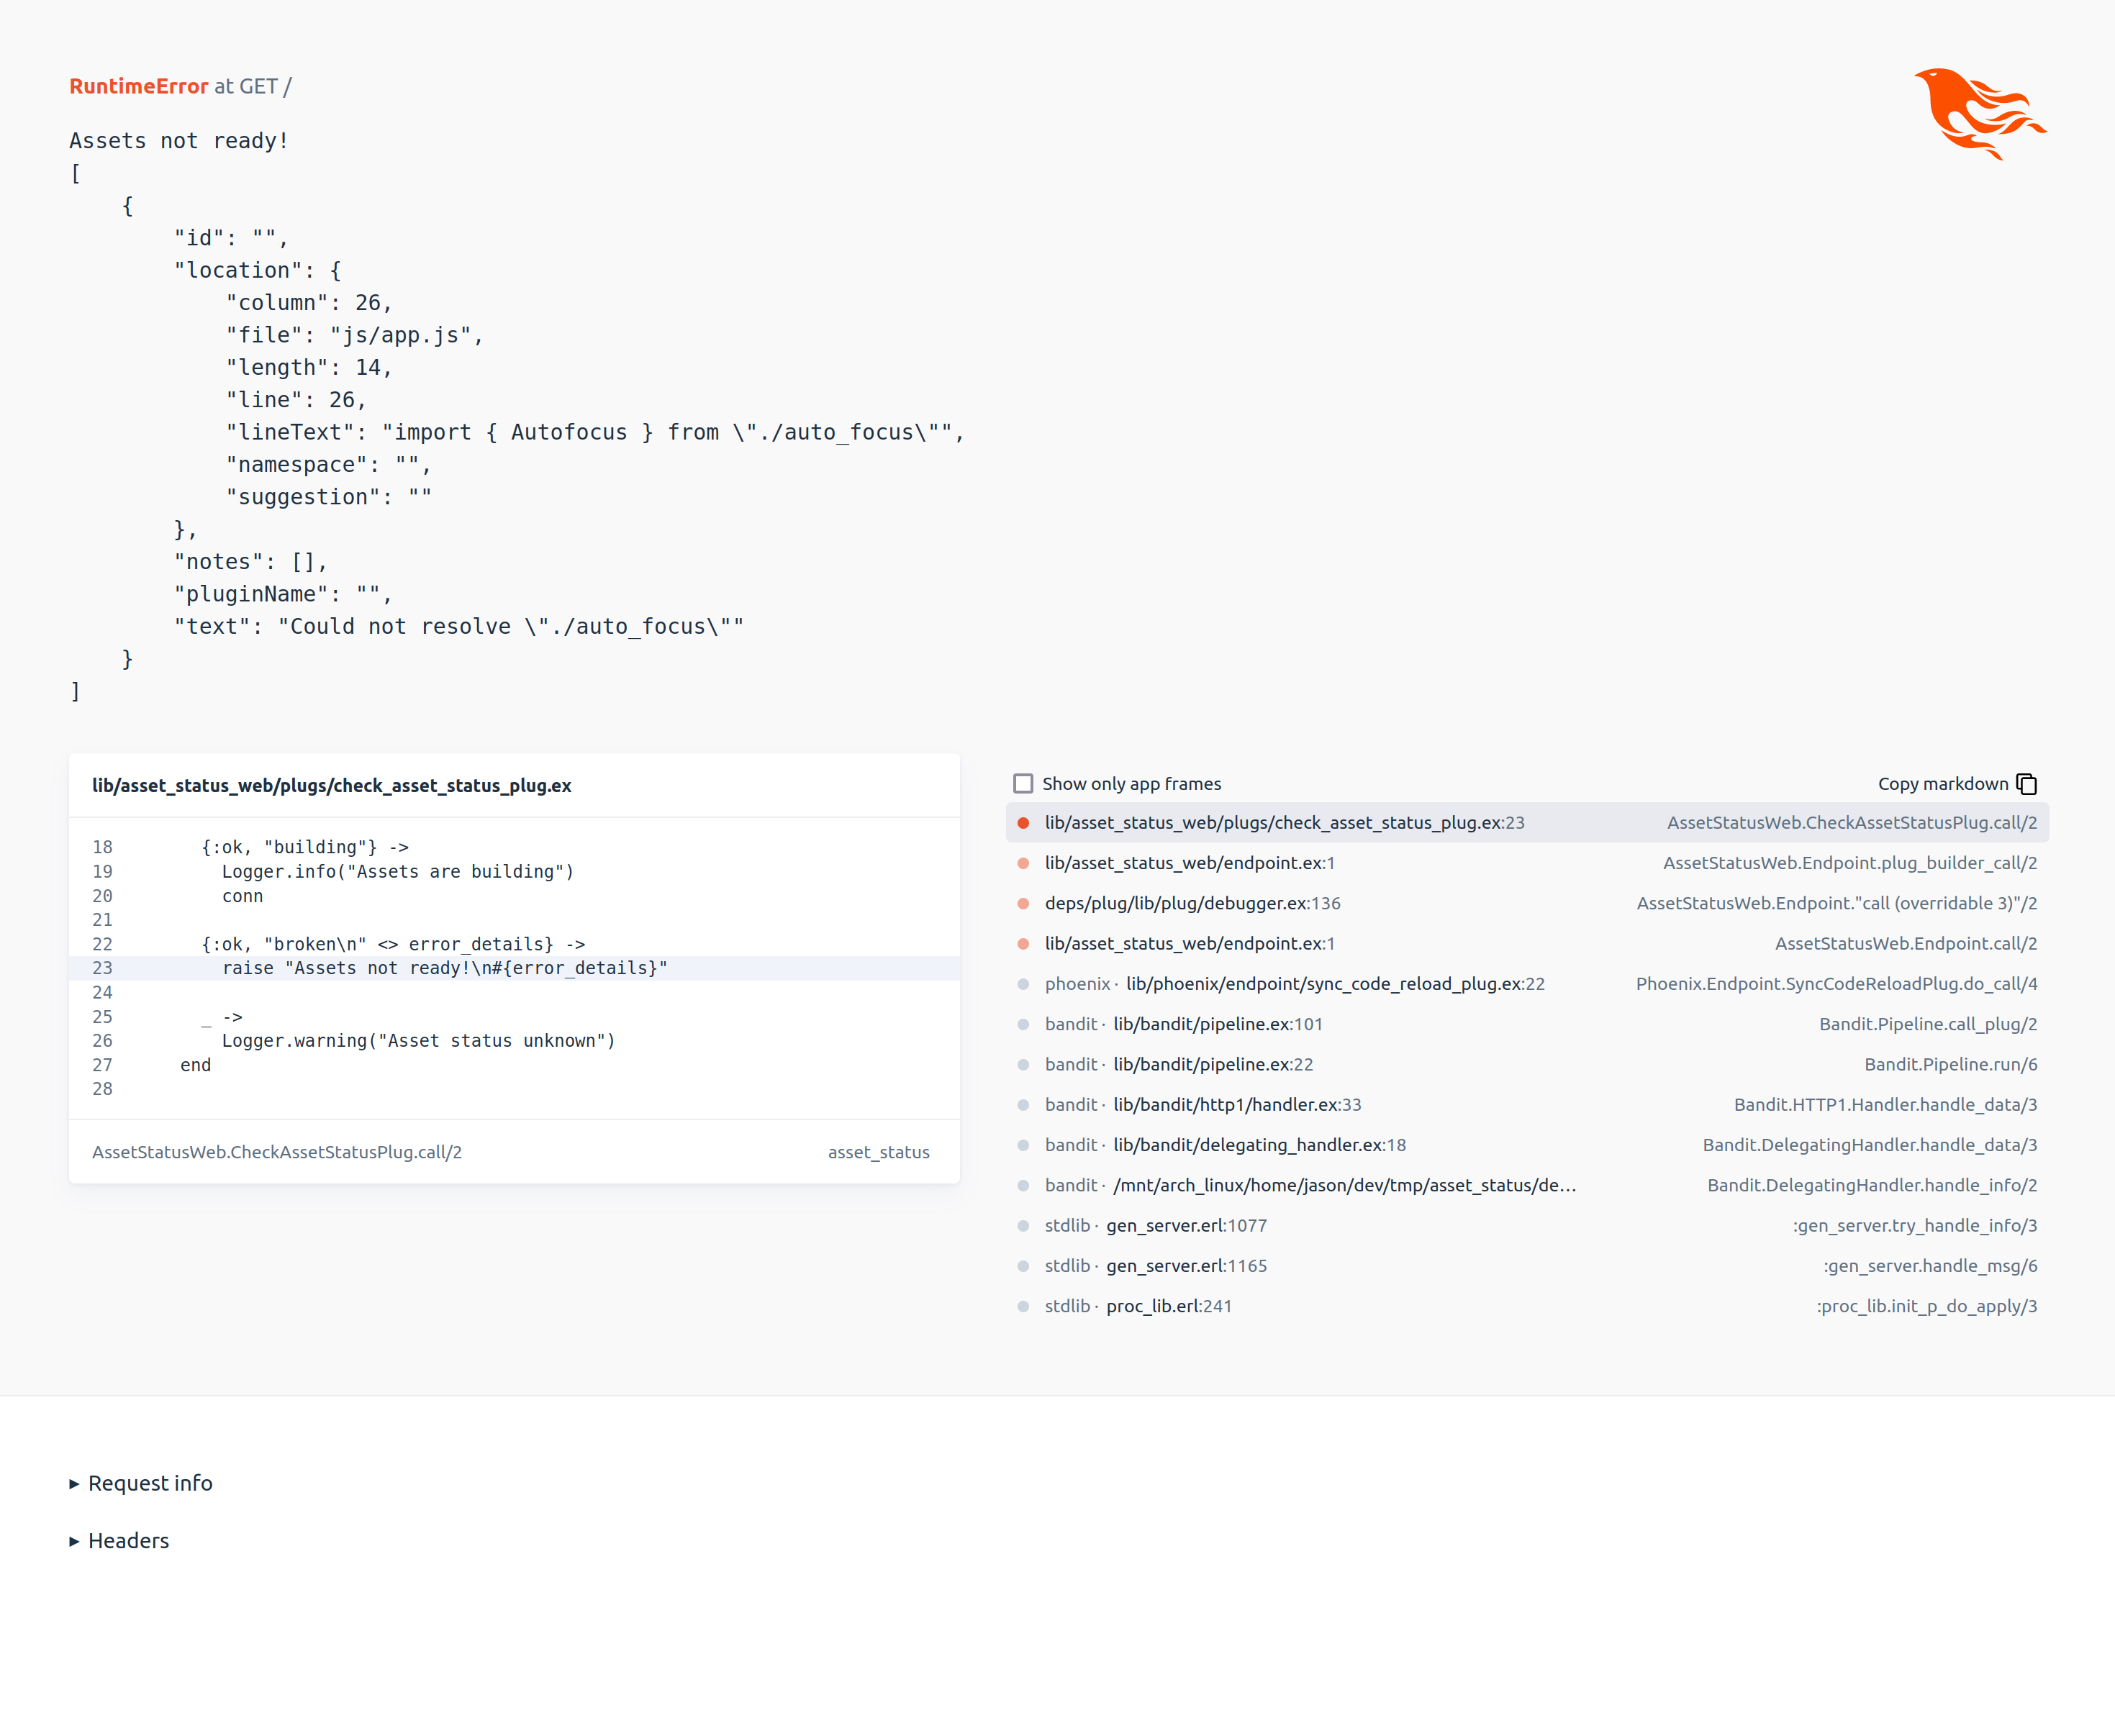 RuntimeError at GET /
Assets not ready!
[
    {
        "id": "",
        "location": {
            "column": 26,
            "file": "js/app.js",
            "length": 14,
            "line": 26,
            "lineText": "import { Autofocus } from \"./auto_focus\"",
            "namespace": "",
            "suggestion": ""
        },
        "notes": [],
        "pluginName": "",
        "text": "Could not resolve \"./auto_focus\""
    }
]
lib/asset_status_web/plugs/check_asset_status_plug.ex
18        {:ok, "building"} ->
19          Logger.info("Assets are building")
20          conn
21
22        {:ok, "broken\n" <> error_details} ->
23          raise "Assets not ready!\n#{error_details}"
24
25        _ ->
26          Logger.warning("Asset status unknown")
27      end
28
AssetStatusWeb.CheckAssetStatusPlug.call/2 asset_status
Show only app frames Copy markdown
lib/asset_status_web/plugs/check_asset_status_plug.ex:23 AssetStatusWeb.CheckAssetStatusPlug.call/2
lib/asset_status_web/endpoint.ex:1 AssetStatusWeb.Endpoint.plug_builder_call/2
deps/plug/lib/plug/debugger.ex:136 AssetStatusWeb.Endpoint."call (overridable 3)"/2
lib/asset_status_web/endpoint.ex:1 AssetStatusWeb.Endpoint.call/2
phoenix · lib/phoenix/endpoint/sync_code_reload_plug.ex:22 Phoenix.Endpoint.SyncCodeReloadPlug.do_call/4
bandit · lib/bandit/pipeline.ex:101 Bandit.Pipeline.call_plug/2
bandit · lib/bandit/pipeline.ex:22 Bandit.Pipeline.run/6
bandit · lib/bandit/http1/handler.ex:33 Bandit.HTTP1.Handler.handle_data/3
bandit · lib/bandit/delegating_handler.ex:18 Bandit.DelegatingHandler.handle_data/3
bandit · /mnt/arch_linux/home/jason/dev/tmp/asset_status/de… Bandit.DelegatingHandler.handle_info/2
stdlib · gen_server.erl:1077 :gen_server.try_handle_info/3
stdlib · gen_server.erl:1165 :gen_server.handle_msg/6
stdlib · proc_lib.erl:241 :proc_lib.init_p_do_apply/3
▸ Request info
▸ Headers